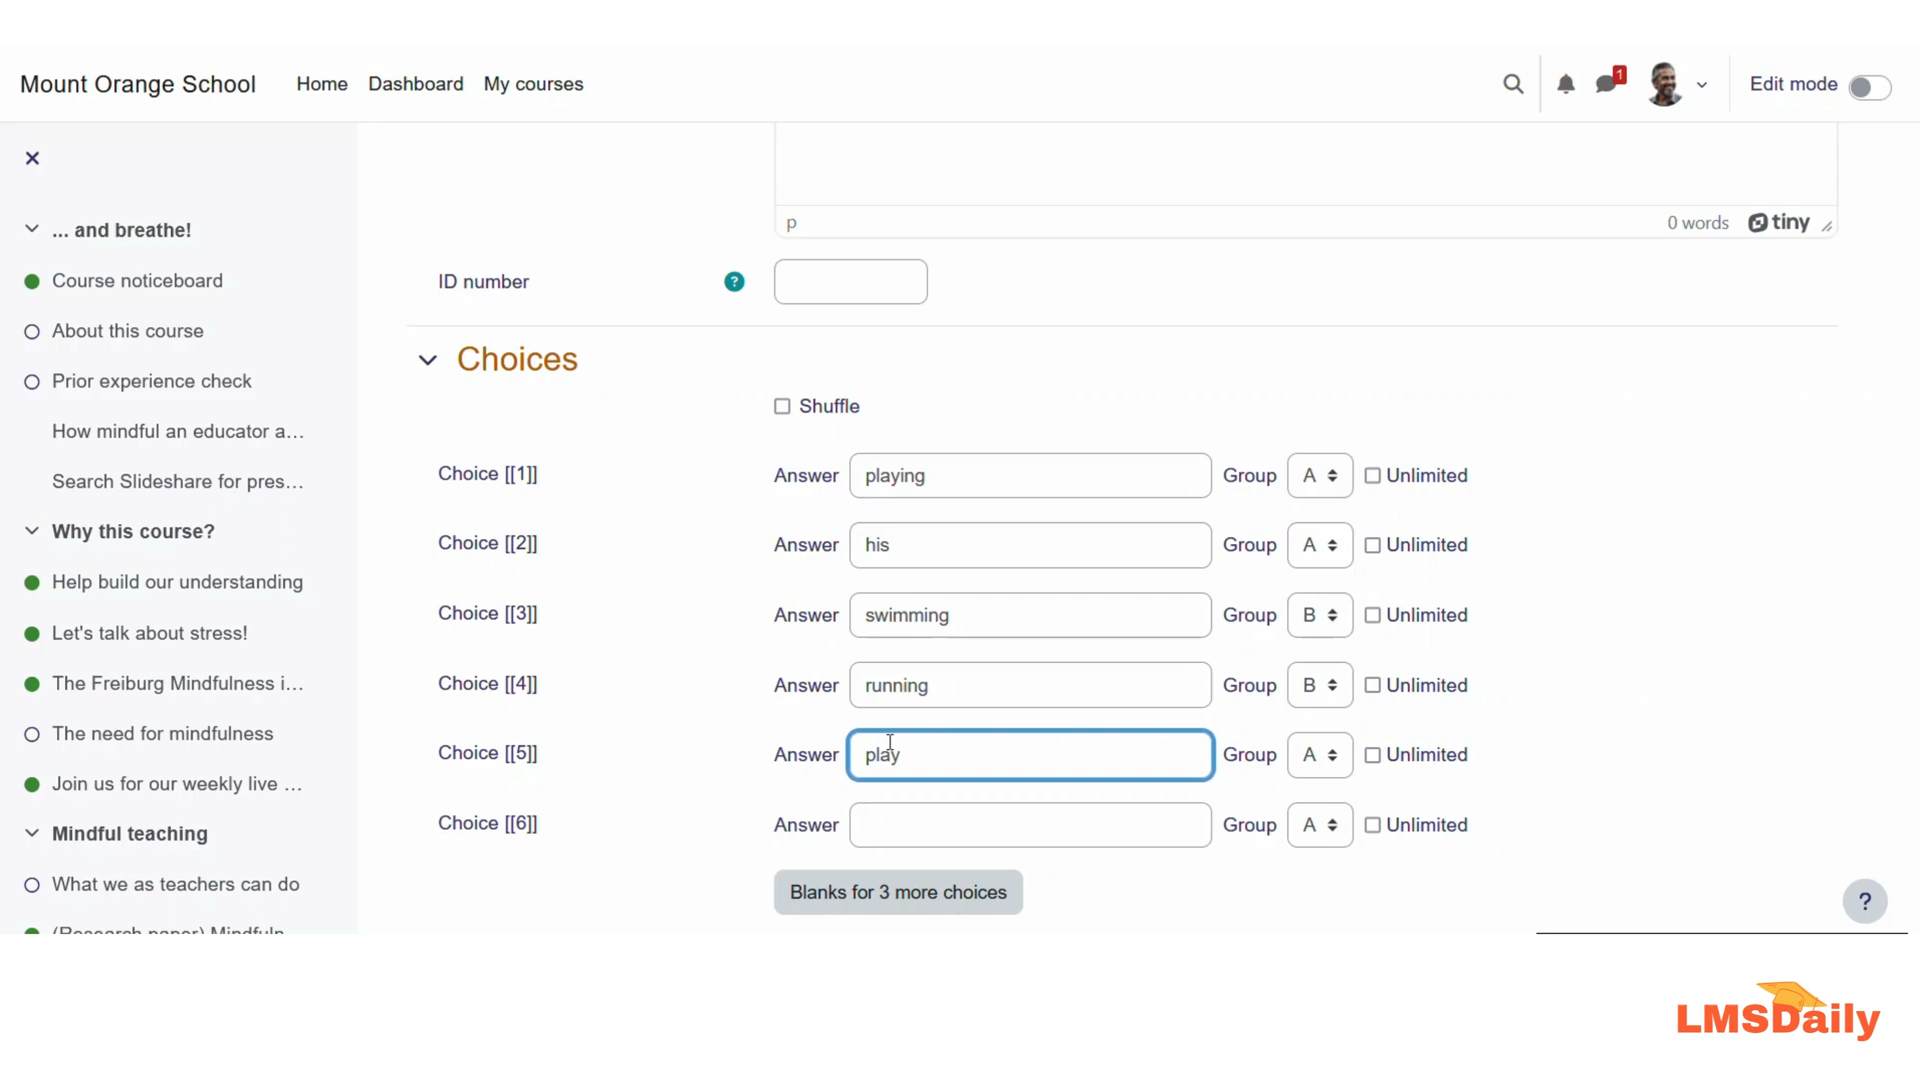 Mount Orange School Home Dashboard My courses 1 Edit mode
... and breathe!
Course noticeboard
About this course
Prior experience check
How mindful an educator a...
Search Slideshare for pres...
Why this course?
Help build our understanding
Let's talk about stress!
The Freiburg Mindfulness i...
The need for mindfulness
Join us for our weekly live ...
Mindful teaching
What we as teachers can do
(Research paper) Mindfuln
p 0 words tiny
ID number ?
Choices
Shuffle
Choice [[1]] Answer playing Group A Unlimited
Choice [[2]] Answer his Group A Unlimited
Choice [[3]] Answer swimming Group B Unlimited
Choice [[4]] Answer running Group B Unlimited
Choice [[5]] Answer play Group A Unlimited
Choice [[6]] Answer Group A Unlimited
Blanks for 3 more choices
?
LMSDaily